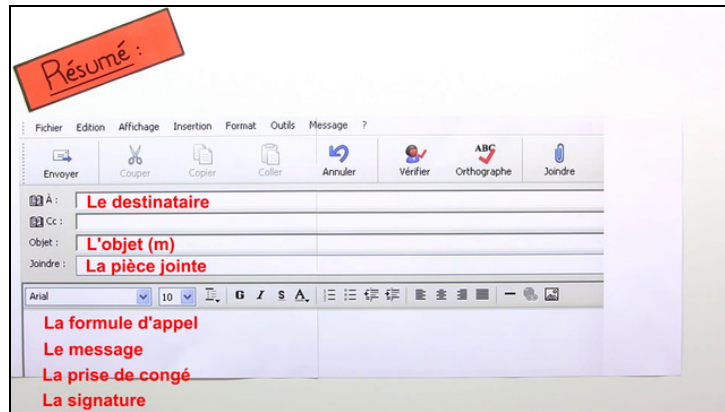 Résumé :
Fichier Edition Affichage Insertion Format Outils Message ?
Envoyer Couper Copier Coller Annuler Vérifier Orthographe Joindre
À : Le destinataire
Cc :
Objet : L'objet (m)
Joindre : La pièce jointe
Arial 10 G I S A
La formule d'appel
Le message
La prise de congé
La signature